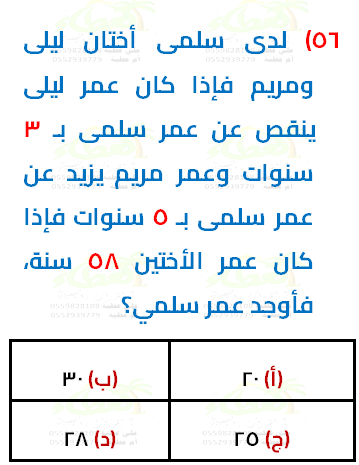 ٥٦) لدى سلمى أختان ليلى
ومريم فإذا كان عمر ليلى
ينقص عن عمر سلمى بـ ٣
سنوات وعمر مريم يزيد عن
عمر سلمى بـ ٥ سنوات فإذا
كان عمر الأختين ٥٨ سنة،
فأوجد عمر سلمي؟
(أ) ٢٠
(ب) ٣٠
(ج) ٢٥
(د) ٢٨